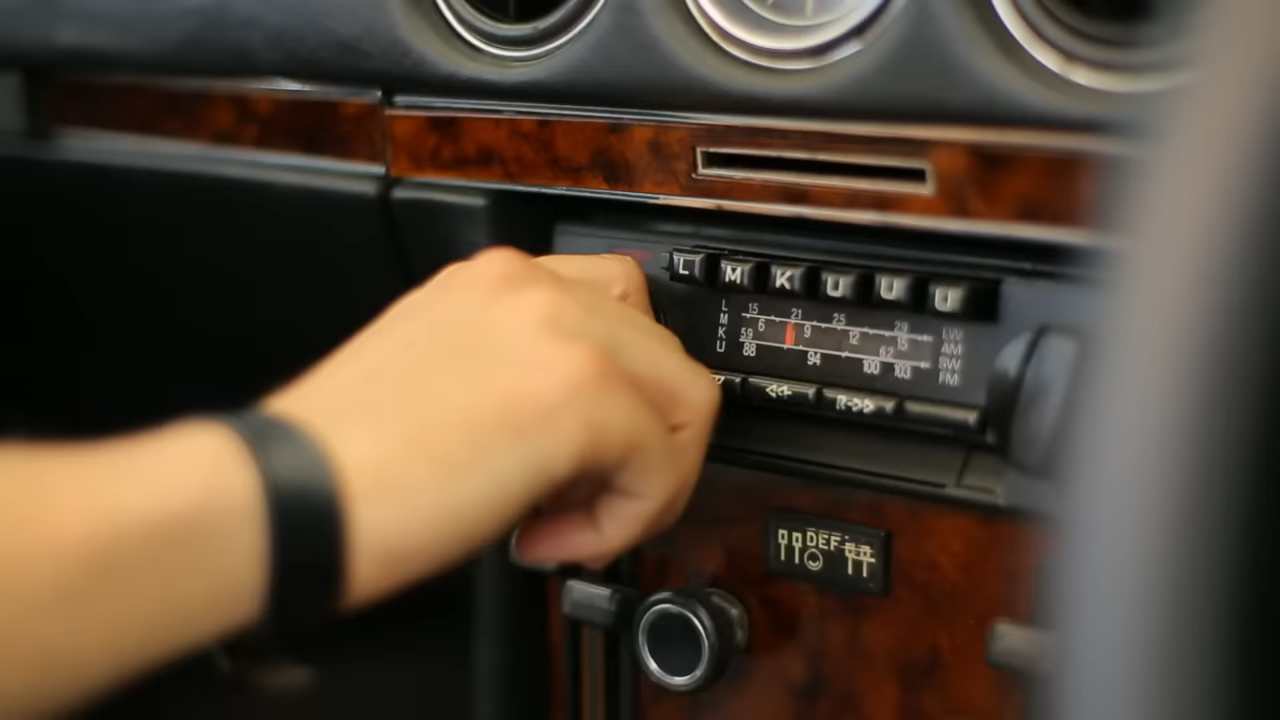 L M K U U U
L 15 21 25 29 LW
M 6 9 12 15 AM
K 59 62 SW
U 88 94 100 103 FM
R
DEF